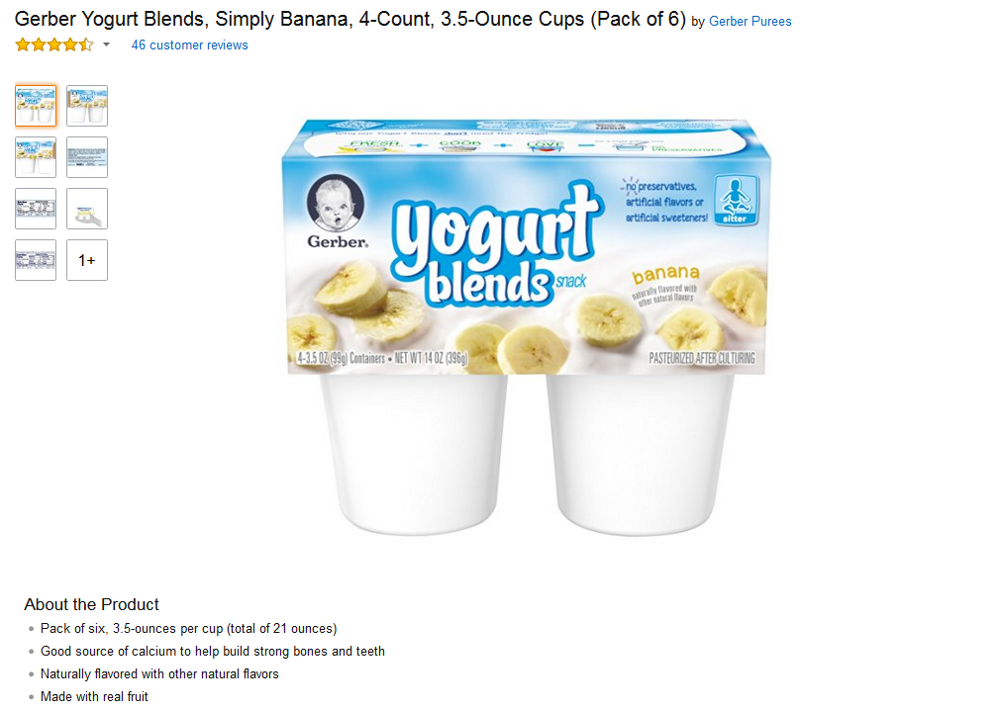 Gerber Yogurt Blends, Simply Banana, 4-Count, 3.5-Ounce Cups (Pack of 6) by Gerber Purees
46 customer reviews
1+
FRESH + GOOD + LOVE
PRESERVATIVES
Gerber®
yogurt
blends snack
no preservatives,
artificial flavors or
artificial sweeteners!
sitter
banana
naturally flavored with
other natural flavors
4-3.5 OZ (99g) Containers • NET WT 14 OZ (396g)
PASTEURIZED AFTER CULTURING
About the Product
Pack of six, 3.5-ounces per cup (total of 21 ounces)
Good source of calcium to help build strong bones and teeth
Naturally flavored with other natural flavors
Made with real fruit